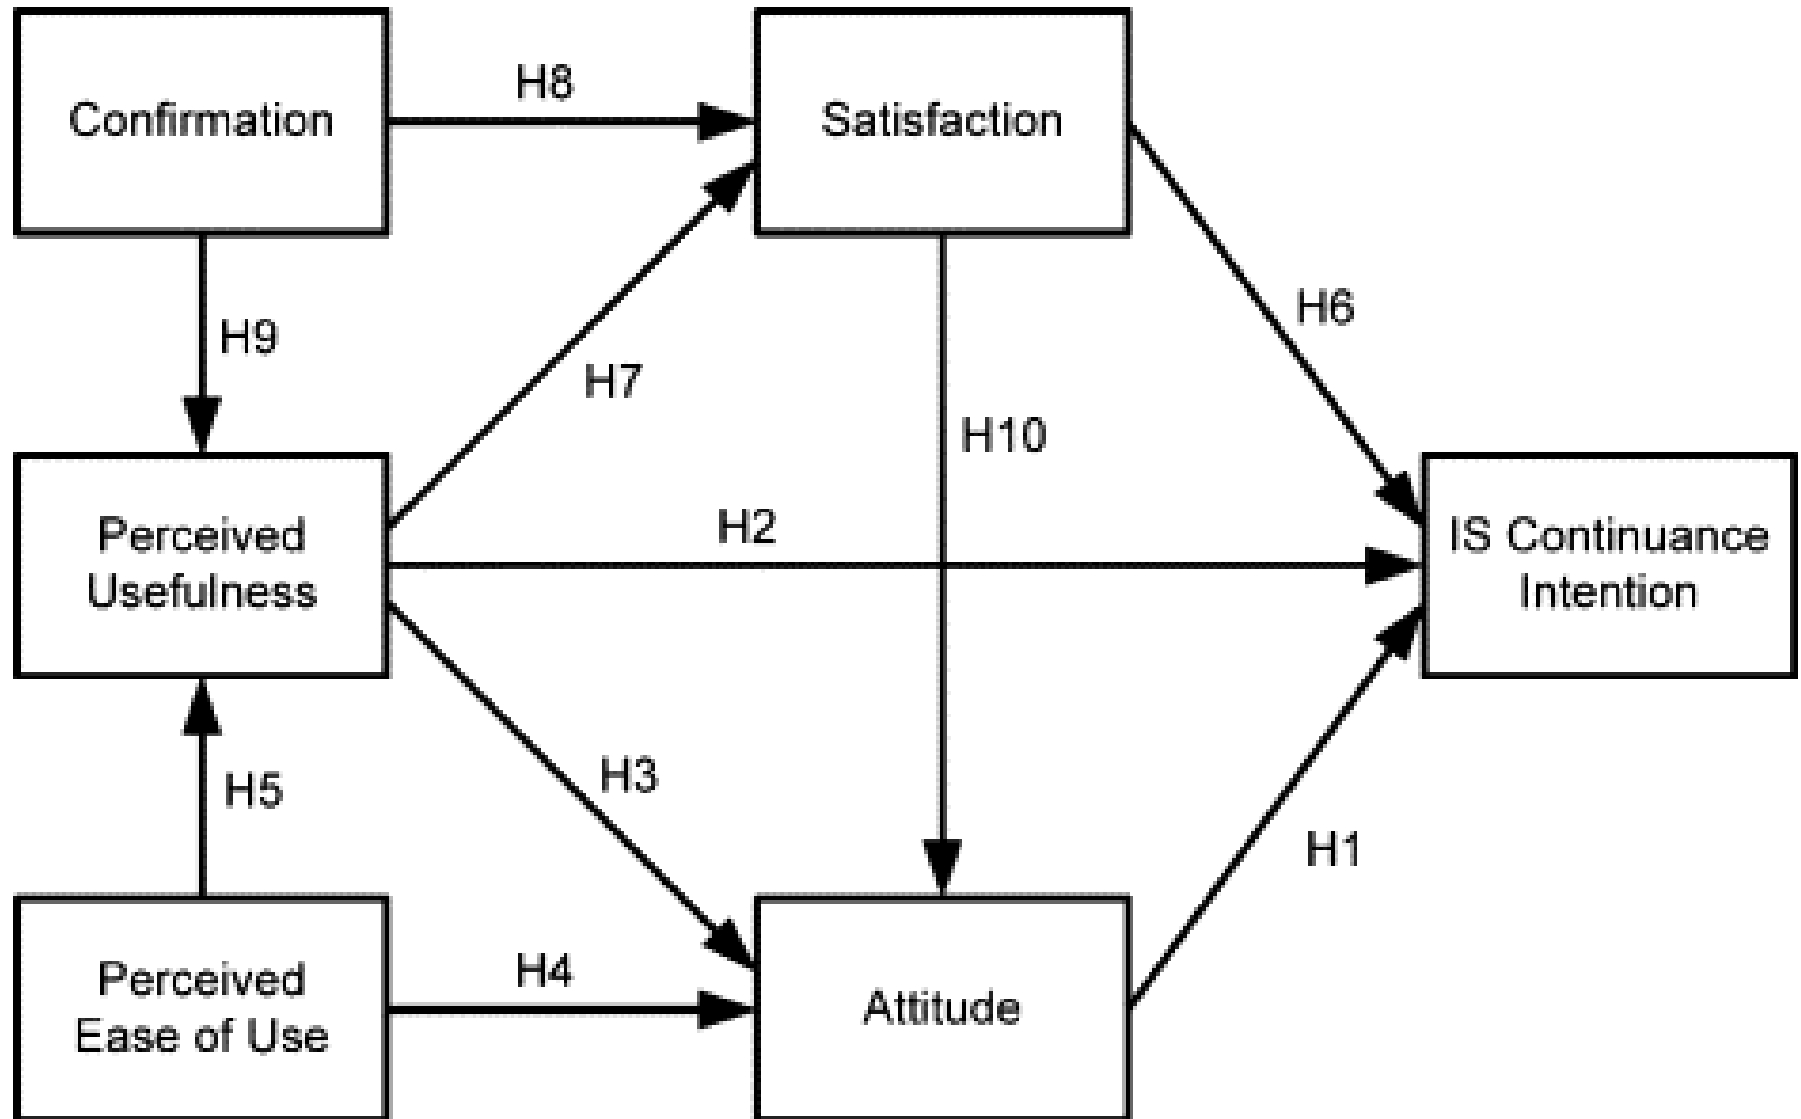 Confirmation
H8
Satisfaction
H9
H7
H6
H10
Perceived
Usefulness
H2
IS Continuance
Intention
H5
H3
H1
Perceived
Ease of Use
H4
Attitude